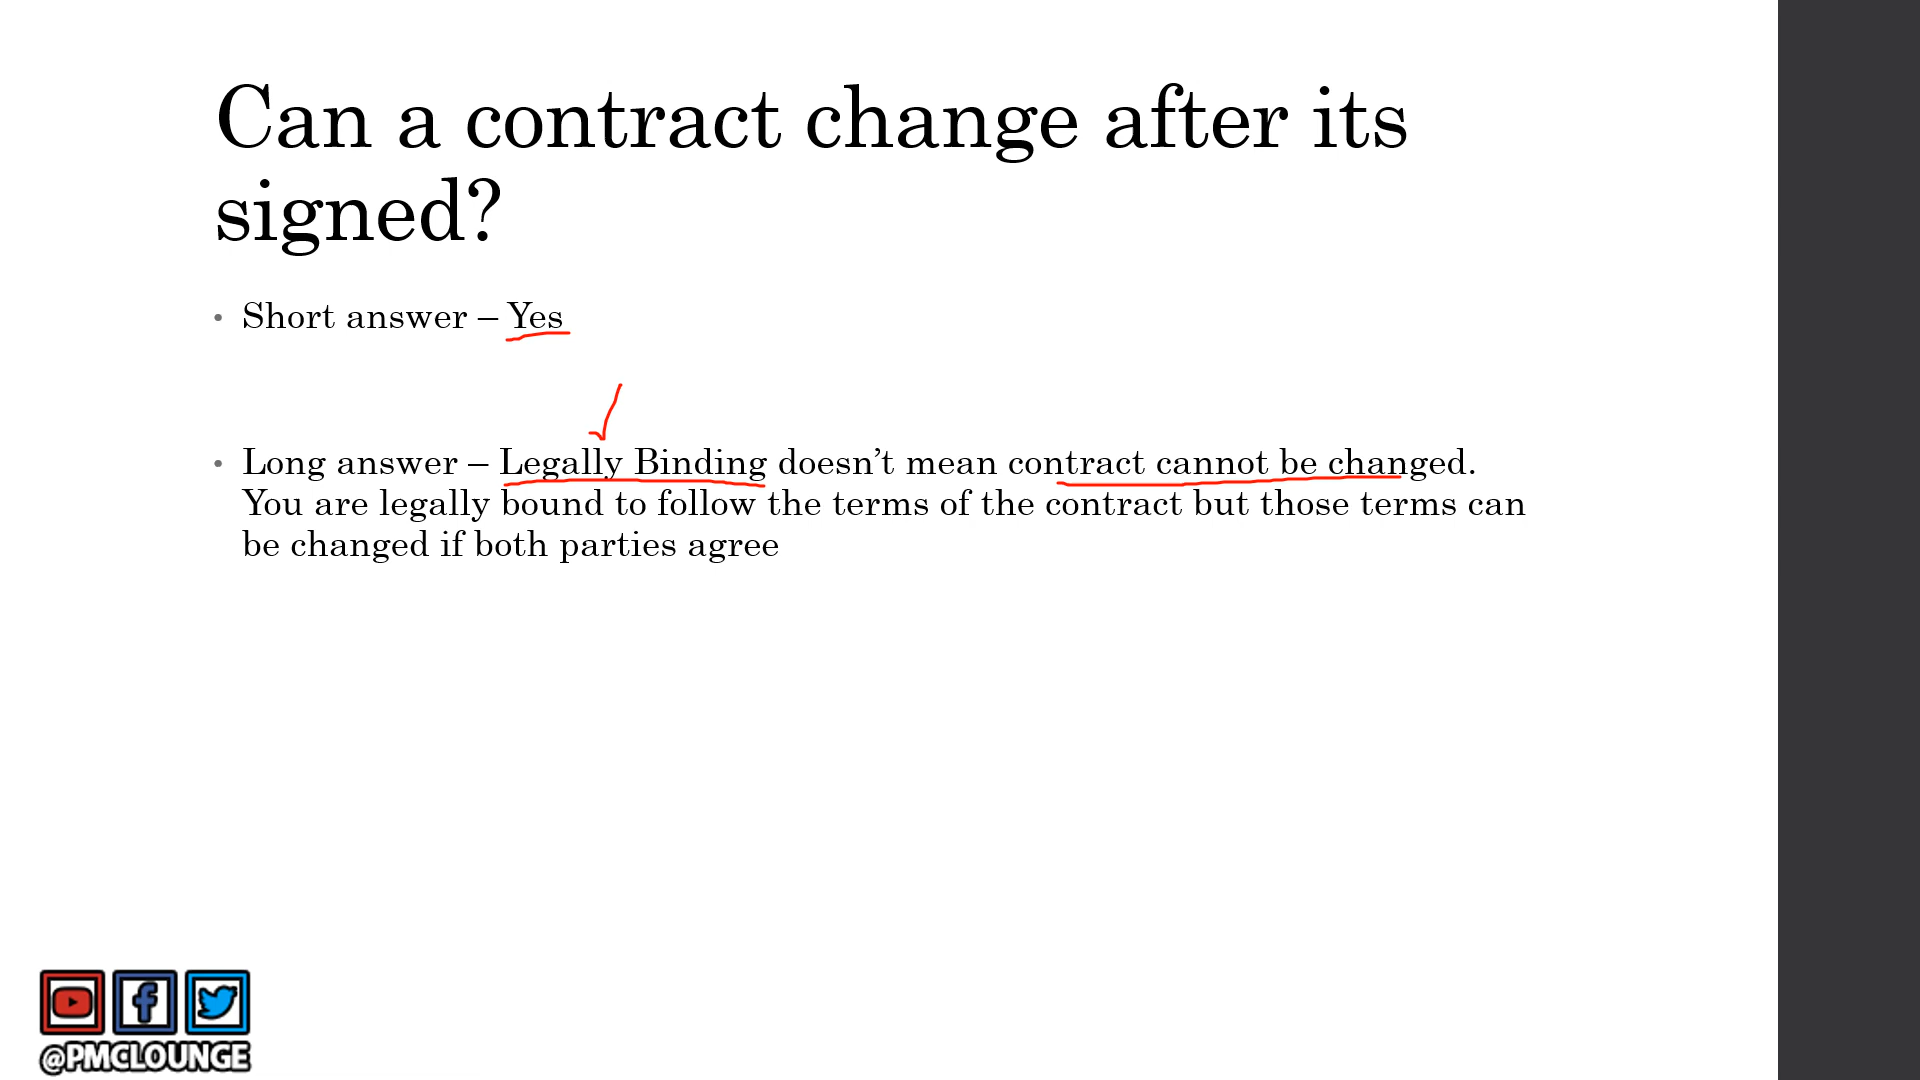 Can a contract change after its
signed?
• Short answer – Yes
• Long answer – Legally Binding doesn’t mean contract cannot be changed.
You are legally bound to follow the terms of the contract but those terms can
be changed if both parties agree
@PMCLOUNGE